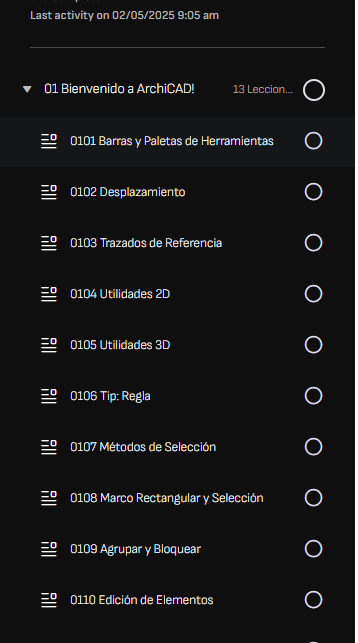 Last activity on 02/05/2025 9:05 am
01 Bienvenido a ArchiCAD! 13 Leccion...
0101 Barras y Paletas de Herramientas
0102 Desplazamiento
0103 Trazados de Referencia
0104 Utilidades 2D
0105 Utilidades 3D
0106 Tip: Regla
0107 Métodos de Selección
0108 Marco Rectangular y Selección
0109 Agrupar y Bloquear
0110 Edición de Elementos